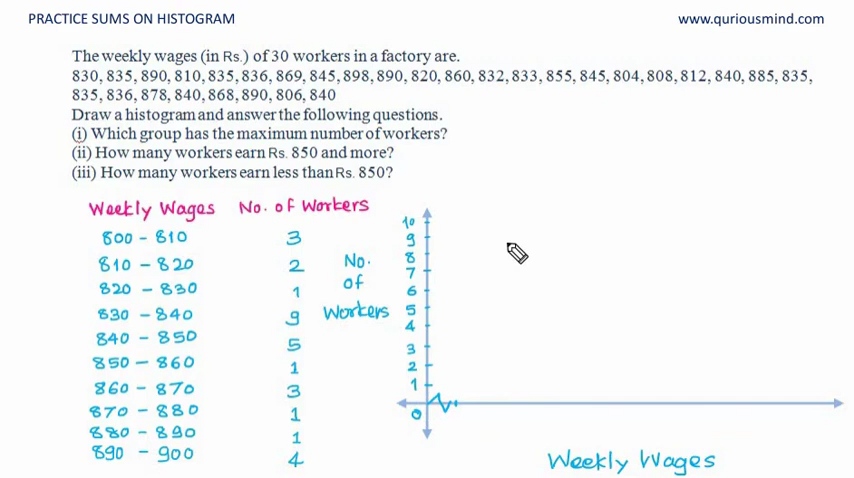 PRACTICE SUMS ON HISTOGRAM
www.quriousmind.com
The weekly wages (in Rs.) of 30 workers in a factory are.
830, 835, 890, 810, 835, 836, 869, 845, 898, 890, 820, 860, 832, 833, 855, 845, 804, 808, 812, 840, 885, 835,
835, 836, 878, 840, 868, 890, 806, 840
Draw a histogram and answer the following questions.
(i) Which group has the maximum number of workers?
(ii) How many workers earn Rs. 850 and more?
(iii) How many workers earn less than Rs. 850?
Weekly Wages No. of Workers
800 - 810 3
810 - 820 2
820 - 830 1
830 - 840 9
840 - 850 5
850 - 860 1
860 - 870 3
870 - 880 1
880 - 890 1
890 - 900 4
No.
of
Workers
10
9
8
7
6
5
4
3
2
1
0
Weekly Wages